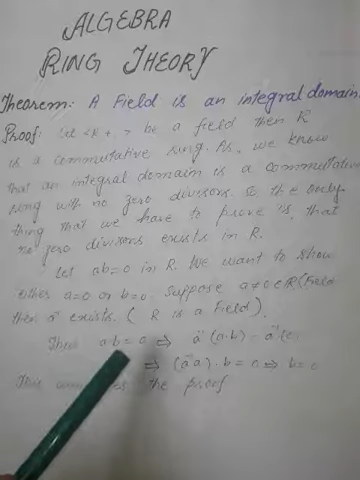 ALGEBRA
RING THEORY
Theorem: A Field is an integral domain.
Proof: Let <R + .> be a field then R
is a commutative ring. As, we know
that an integral domain is a commutative
ring with no zero divisors. So the only
thing that we have to prove is, that
no zero divisors exists in R.
Let ab=0 in R. We want to show
either a=0 or b=0. Suppose a≠0∈R(Field
then a⁻¹ exists. (R is a Field).
Then a.b=0 ⇒ a⁻¹(a.b) = a⁻¹(0
⇒ (a⁻¹a).b=0 ⇒ b=0
This the proof